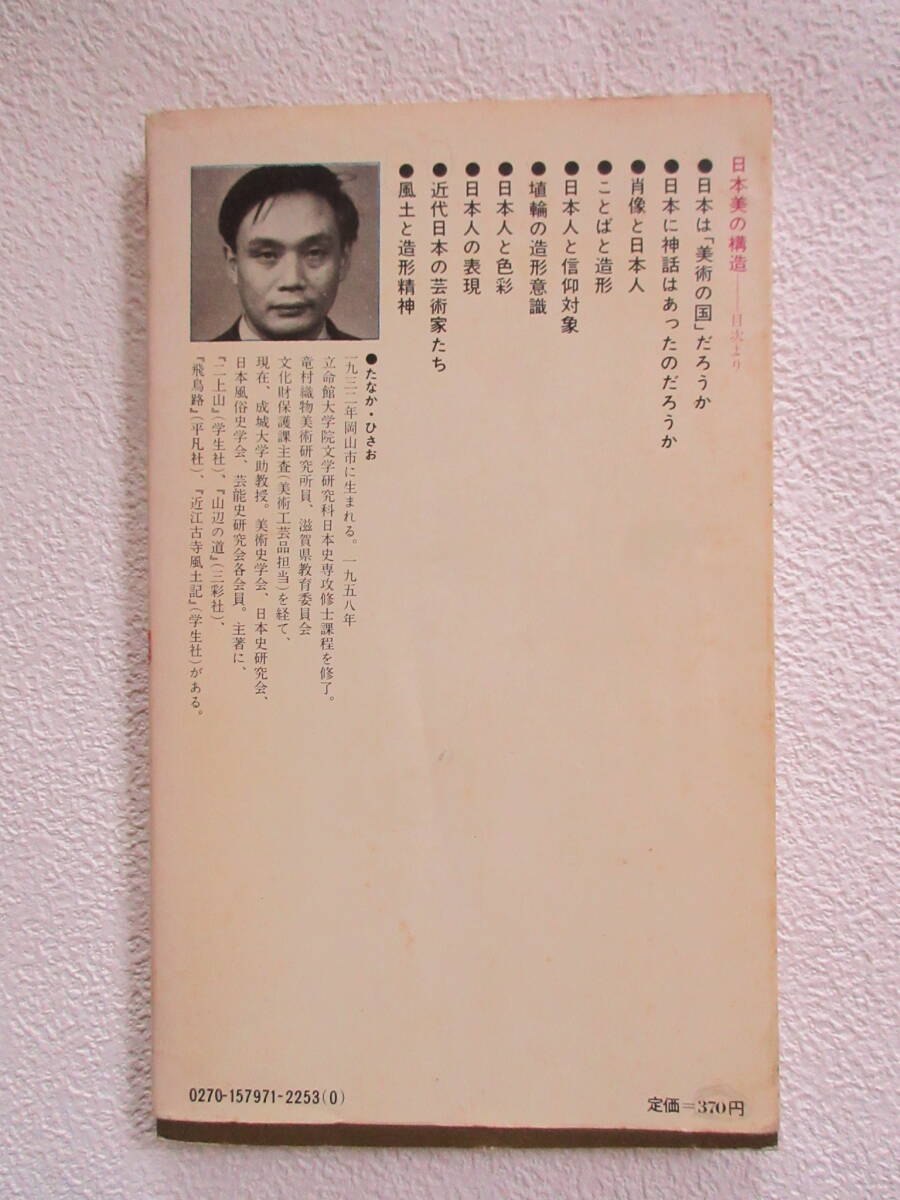 日本美の構造——目次より
●日本は「美術の国」だろうか
●日本に神話はあったのだろうか
●肖像と日本人
●ことばと造形
●日本人と信仰対象
●埴輪の造形意識
●日本人と色彩
●日本人の表現
●近代日本の芸術家たち
●風土と造形精神
●たなか・ひさお
一九三二年岡山市に生まれる。一九五八年
立命館大学院文学研究科日本史専攻修士課程を修了。
竜村織物美術研究所員、滋賀県教育委員会
文化財保護課主査(美術工芸品担当)を経て、
現在、成城大学助教授。美術史学会、日本史研究会、
日本風俗史学会、芸能史研究会各会員。主著に、
『二上山』(学生社)、『山辺の道』(三彩社)、
『飛鳥路』(平凡社)、『近江古寺風土記』(学生社)がある。
0270-157971-2253(0)
定価=370円